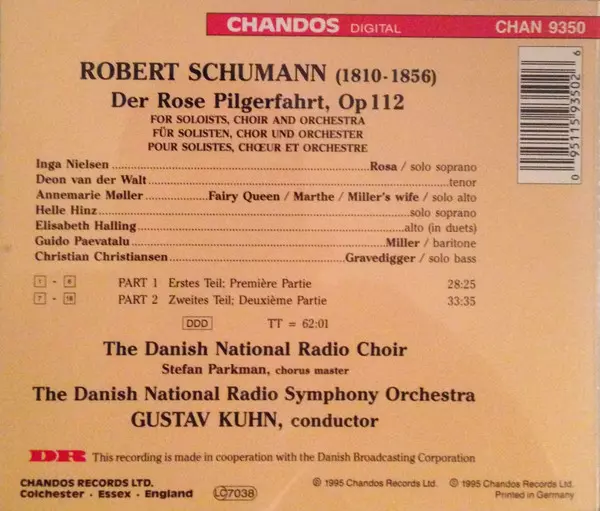 CHANDOS DIGITAL CHAN 9350
ROBERT SCHUMANN (1810-1856)
Der Rose Pilgerfahrt, Op 112
FOR SOLOISTS, CHOIR AND ORCHESTRA
FÜR SOLISTEN, CHOR UND ORCHESTER
POUR SOLISTES, CHŒUR ET ORCHESTRE
0 95115 93502 6
Inga Nielsen Rosa / solo soprano
Deon van der Walt tenor
Annemarie Møller Fairy Queen / Marthe / Miller's wife / solo alto
Helle Hinz solo soprano
Elisabeth Halling alto (in duets)
Guido Paevatalu Miller / baritone
Christian Christiansen Gravedigger / solo bass
1 - 6 PART 1 Erstes Teil; Première Partie 28:25
7 - 18 PART 2 Zweites Teil; Deuxième Partie 33:35
DDD TT = 62:01
The Danish National Radio Choir
Stefan Parkman, chorus master
The Danish National Radio Symphony Orchestra
GUSTAV KUHN, conductor
DR This recording is made in cooperation with the Danish Broadcasting Corporation
CHANDOS RECORDS LTD. ℗ 1995 Chandos Records Ltd. © 1995 Chandos Records Ltd.
Colchester · Essex · England LC 7038 Printed in Germany